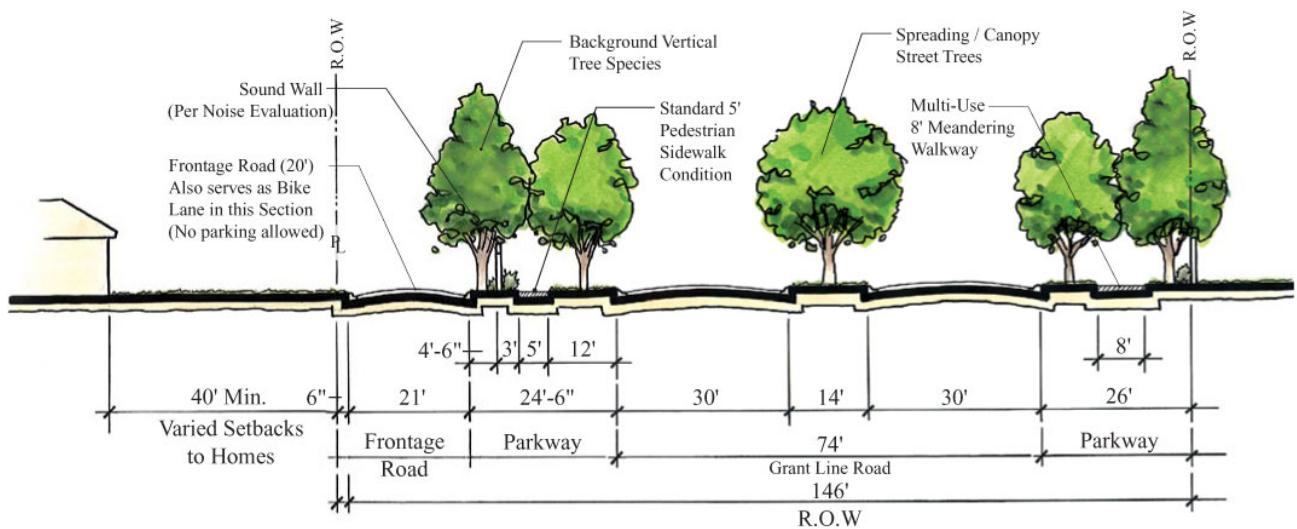 R.O.W
Background Vertical
Tree Species
Sound Wall
(Per Noise Evaluation)
Standard 5'
Pedestrian
Sidewalk
Condition
Spreading / Canopy
Street Trees
R.O.W
Multi-Use
8' Meandering
Walkway
Frontage Road (20')
Also serves as Bike
Lane in this Section
(No parking allowed)
PL
4'-6" 3' 5' 12' 8'
40' Min. 6" 21' 24'-6" 30' 14' 30' 26'
Varied Setbacks
to Homes
Frontage
Road
Parkway
74'
Grant Line Road
Parkway
146'
R.O.W